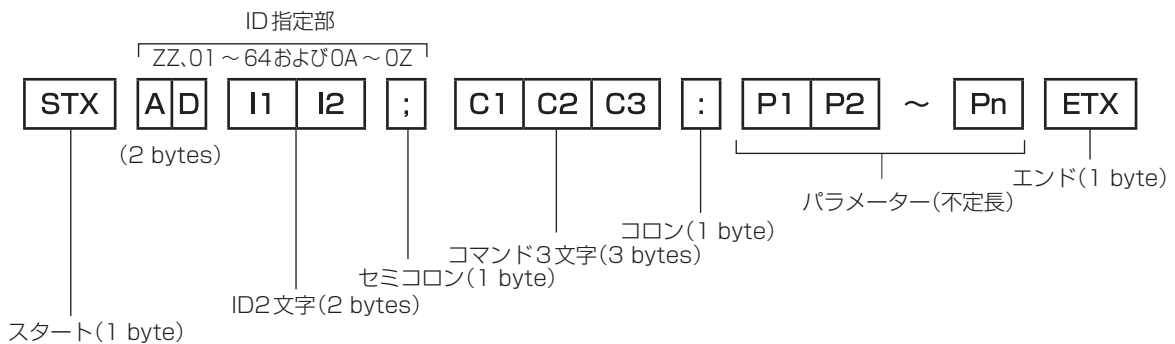 ID指定部
ZZ、01～64および0A～0Z
STX AD I1 I2 ; C1 C2 C3 : P1 P2 ～ Pn ETX
(2 bytes)
エンド(1 byte)
パラメーター(不定長)
コロン(1 byte)
コマンド3文字(3 bytes)
セミコロン(1 byte)
ID2文字(2 bytes)
スタート(1 byte)